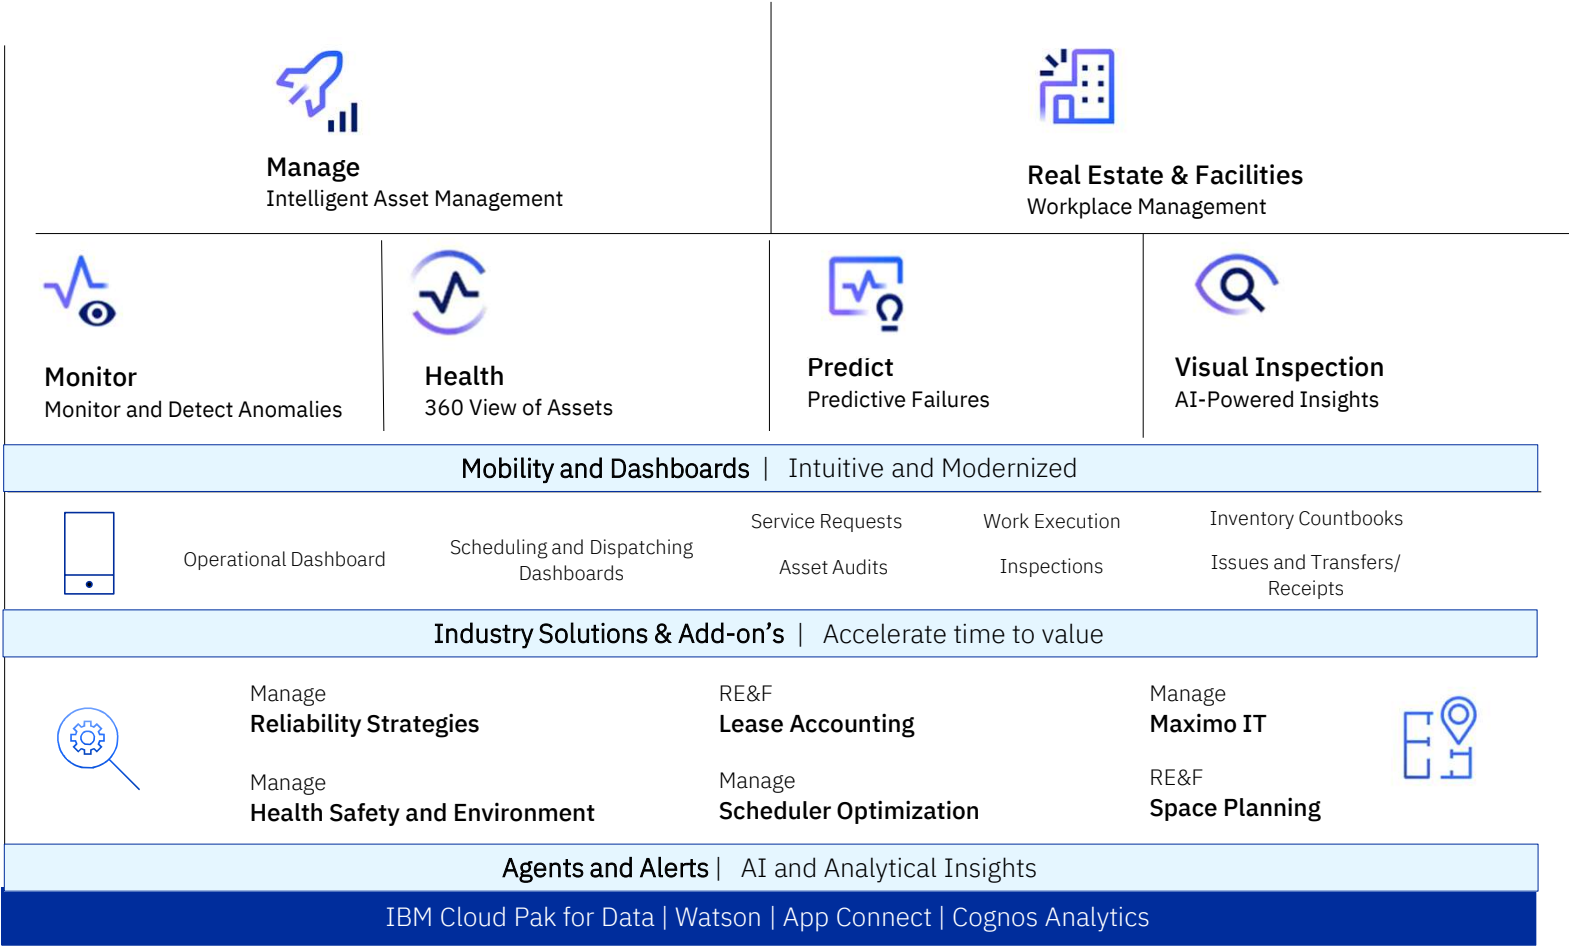 Manage
Intelligent Asset Management
Real Estate & Facilities
Workplace Management
Monitor
Monitor and Detect Anomalies
Health
360 View of Assets
Predict
Predictive Failures
Visual Inspection
AI-Powered Insights
Mobility and Dashboards | Intuitive and Modernized
Operational Dashboard
Scheduling and Dispatching
Dashboards
Service Requests
Asset Audits
Work Execution
Inspections
Inventory Countbooks
Issues and Transfers/
Receipts
Industry Solutions & Add-on’s | Accelerate time to value
Manage
Reliability Strategies
RE&F
Lease Accounting
Manage
Maximo IT
Manage
Health Safety and Environment
Manage
Scheduler Optimization
RE&F
Space Planning
Agents and Alerts | AI and Analytical Insights
IBM Cloud Pak for Data | Watson | App Connect | Cognos Analytics